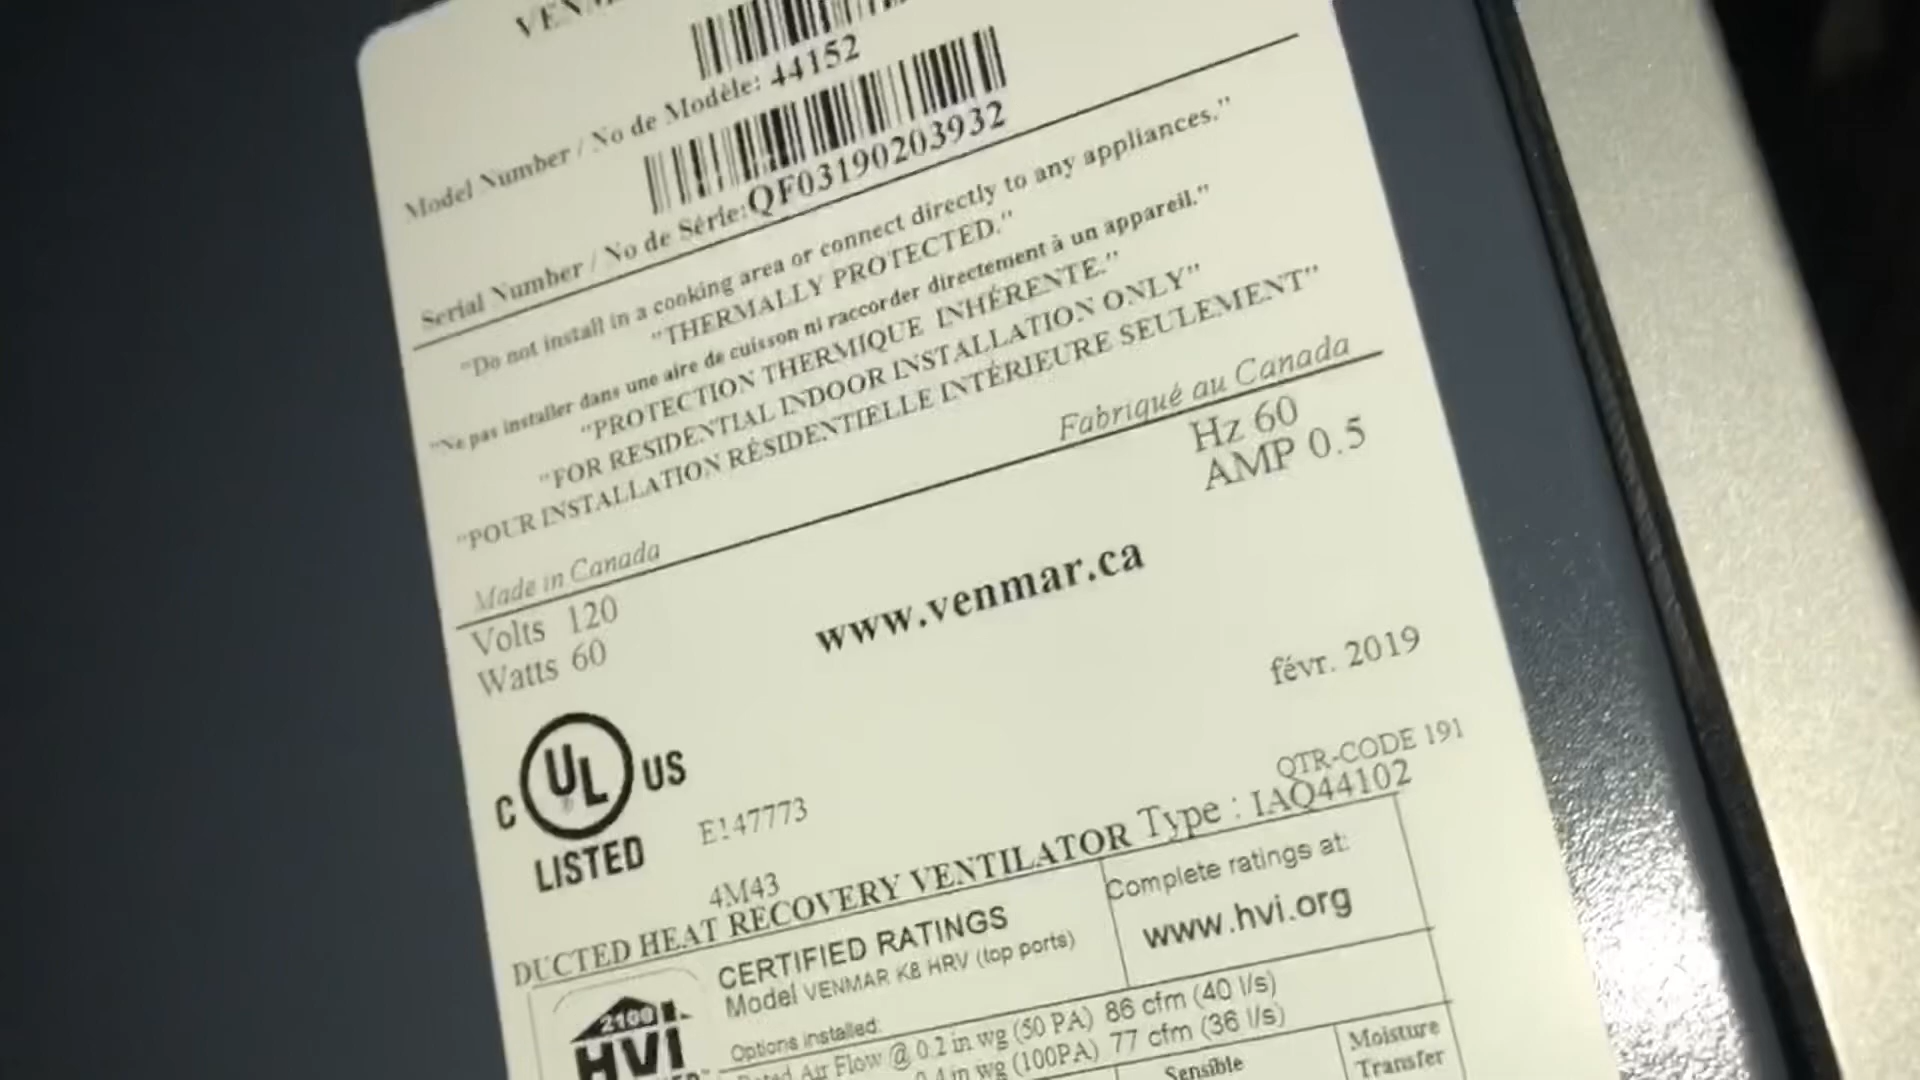 Model Number / No de Modèle: 44152
Serial Number / No de Série: QF03190203932
"Do not install in a cooking area or connect directly to any appliances."
"THERMALLY PROTECTED."
"Ne pas installer dans une aire de cuisson ni raccorder directement à un appareil."
"PROTECTION THERMIQUE INHÉRENTE."
"FOR RESIDENTIAL INDOOR INSTALLATION ONLY"
"POUR INSTALLATION RÉSIDENTIELLE INTÉRIEURE SEULEMENT"
Made in Canada Fabriqué au Canada
Volts 120 Hz 60
Watts 60 AMP 0.5
www.venmar.ca
févr. 2019
C UL US
LISTED
E147773
4M43
QTR-CODE 191
DUCTED HEAT RECOVERY VENTILATOR Type : IAQ44102
2100
HVI
CERTIFIED RATINGS
Model VENMAR K8 HRV (top ports)
Complete ratings at:
www.hvi.org
Options installed:
Rated Air Flow @ 0.2 in wg (50 PA) 86 cfm (40 l/s)
0.4 in wg (100PA) 77 cfm (36 l/s)
Sensible
Moisture
Transfer